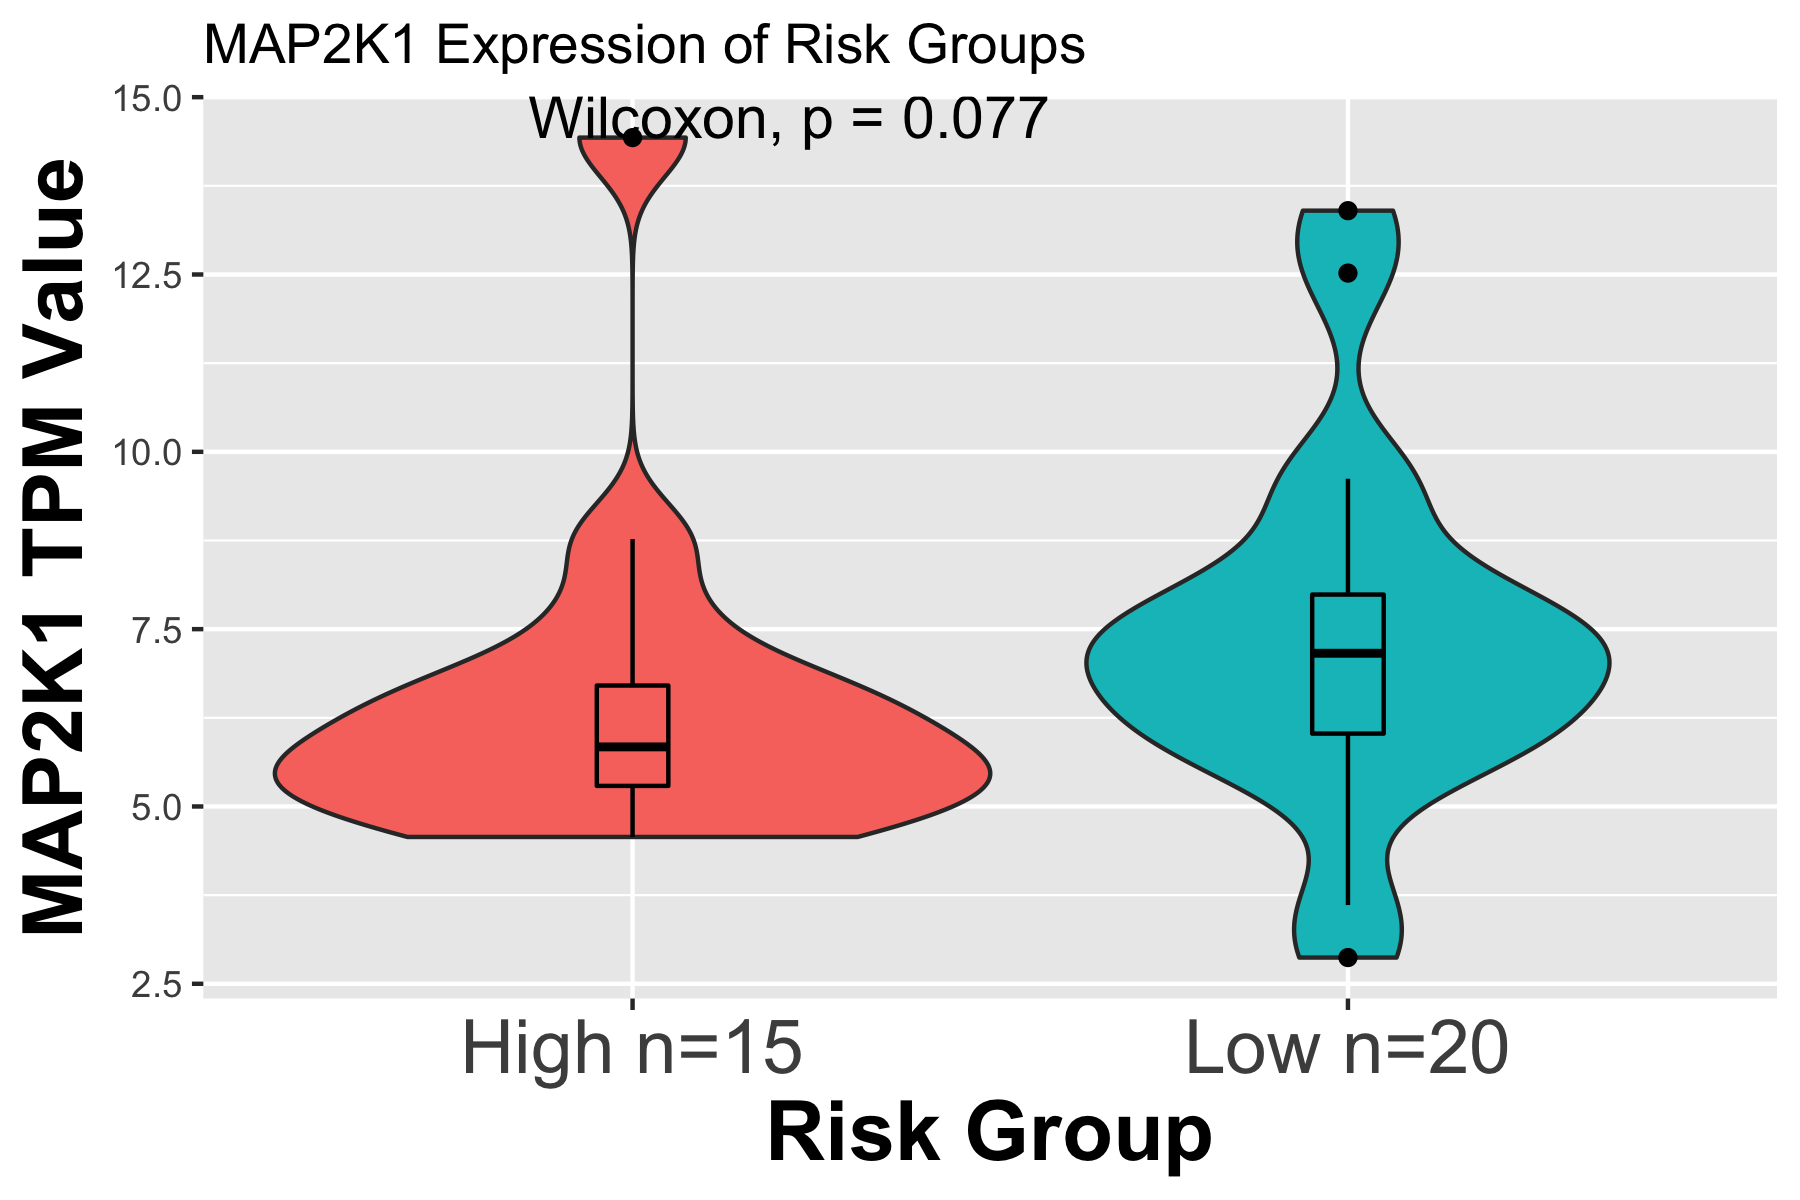 MAP2K1 Expression of Risk Groups
Wilcoxon, p = 0.077
MAP2K1 TPM Value
15.0
12.5
10.0
7.5
5.0
2.5
High n=15
Low n=20
Risk Group